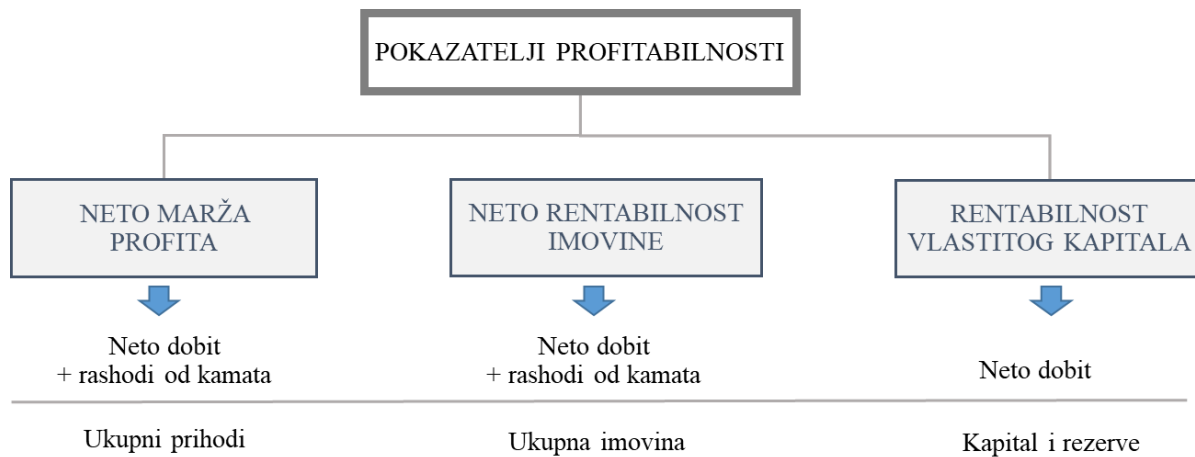 POKAZATELJI PROFITABILNOSTI
NETO MARŽA
PROFITA
NETO RENTABILNOST
IMOVINE
RENTABILNOST
VLASTITOG KAPITALA
Neto dobit
+ rashodi od kamata
Neto dobit
+ rashodi od kamata
Neto dobit
Ukupni prihodi
Ukupna imovina
Kapital i rezerve